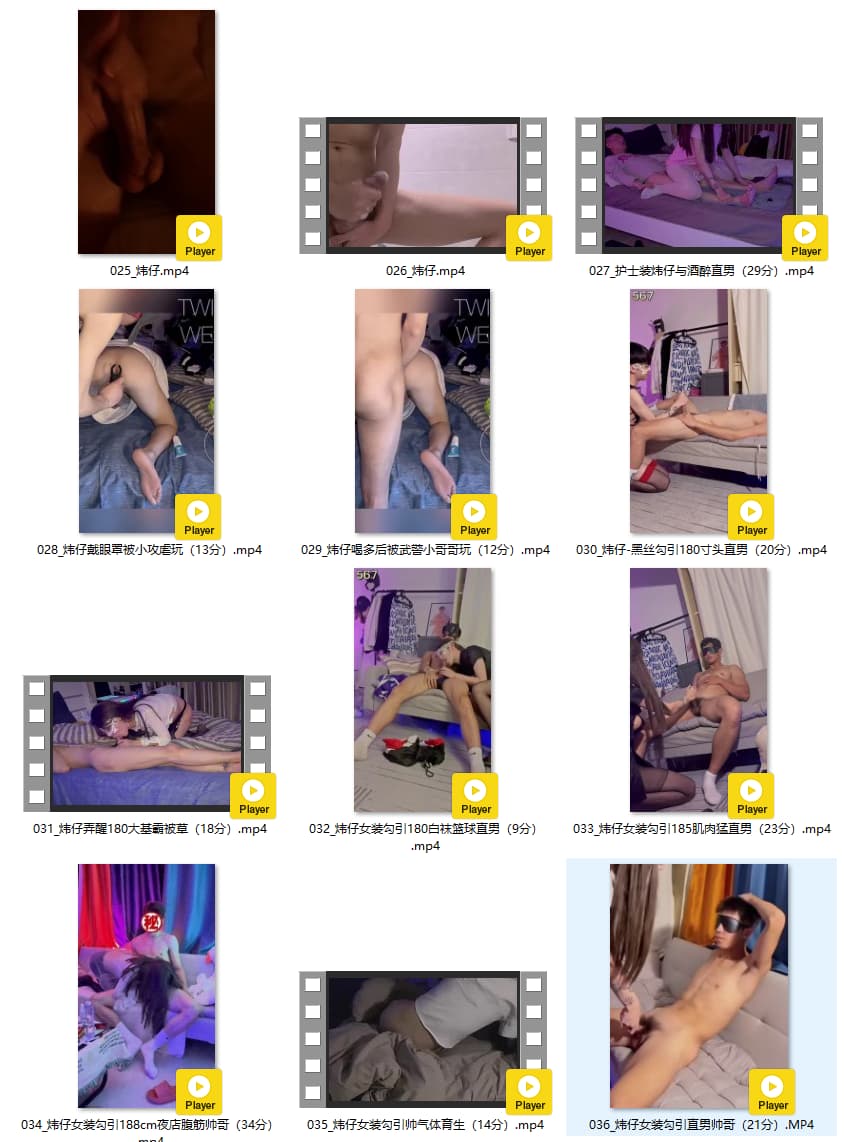 Player
025_炜仔.mp4
Player
026_炜仔.mp4
Player
027_护士装炜仔与酒醉直男（29分）.mp4
TWI
WE
Player
028_炜仔戴眼罩被小攻虐玩（13分）.mp4
TWI
WE
Player
029_炜仔喝多后被武警小哥哥玩（12分）.mp4
567
Player
030_炜仔-黑丝勾引180寸头直男（20分）.mp4
Player
031_炜仔弄醒180大基霸被草（18分）.mp4
567
Player
032_炜仔女装勾引180白袜篮球直男（9分）
.mp4
Player
033_炜仔女装勾引185肌肉猛直男（23分）.mp4
秘
Player
034_炜仔女装勾引188cm夜店腹筋帅哥（34分）
.mp4
Player
035_炜仔女装勾引帅气体育生（14分）.mp4
Player
036_炜仔女装勾引直男帅哥（21分）.MP4